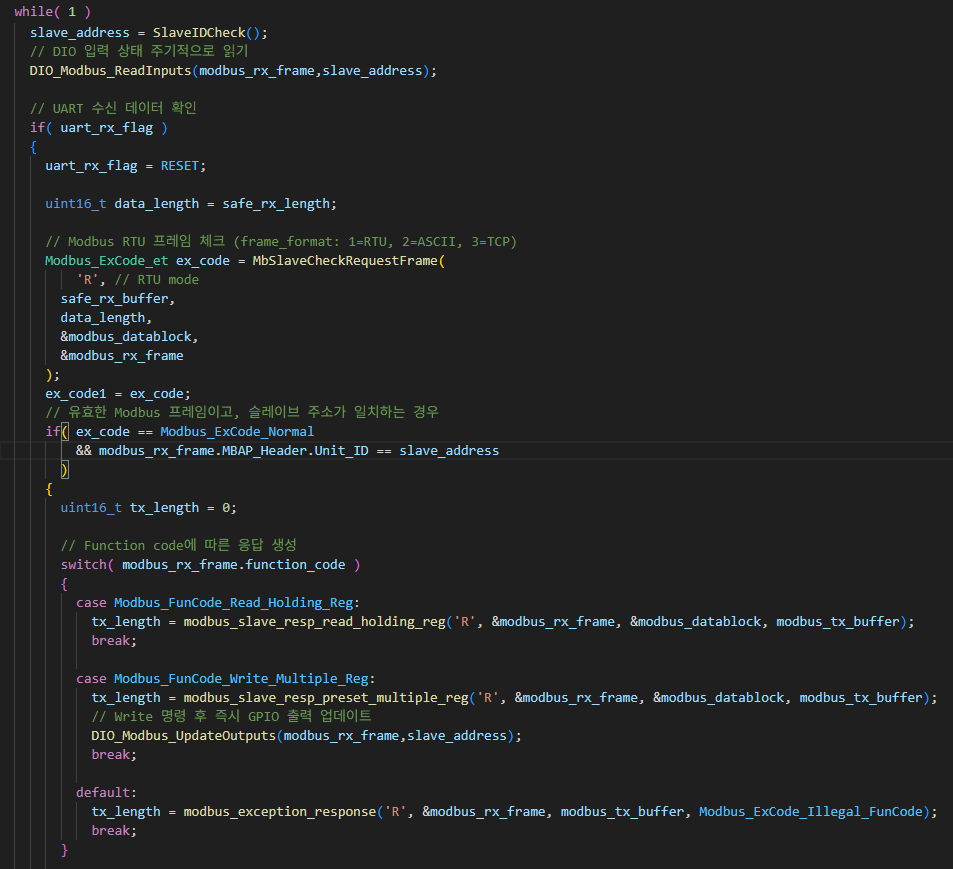 while( 1 )
slave_address = SlaveIDCheck();
// DIO 입력 상태 주기적으로 읽기
DIO_Modbus_ReadInputs(modbus_rx_frame,slave_address);
// UART 수신 데이터 확인
if( uart_rx_flag )
{
uart_rx_flag = RESET;
uint16_t data_length = safe_rx_length;
// Modbus RTU 프레임 체크 (frame_format: 1=RTU, 2=ASCII, 3=TCP)
Modbus_ExCode_et ex_code = MbSlaveCheckRequestFrame(
'R', // RTU mode
safe_rx_buffer,
data_length,
&modbus_datablock,
&modbus_rx_frame
);
ex_code1 = ex_code;
// 유효한 Modbus 프레임이고, 슬레이브 주소가 일치하는 경우
if( ex_code == Modbus_ExCode_Normal
&& modbus_rx_frame.MBAP_Header.Unit_ID == slave_address
)
{
uint16_t tx_length = 0;
// Function code에 따른 응답 생성
switch( modbus_rx_frame.function_code )
{
case Modbus_FunCode_Read_Holding_Reg:
tx_length = modbus_slave_resp_read_holding_reg('R', &modbus_rx_frame, &modbus_datablock, modbus_tx_buffer);
break;
case Modbus_FunCode_Write_Multiple_Reg:
tx_length = modbus_slave_resp_preset_multiple_reg('R', &modbus_rx_frame, &modbus_datablock, modbus_tx_buffer);
// Write 명령 후 즉시 GPIO 출력 업데이트
DIO_Modbus_UpdateOutputs(modbus_rx_frame,slave_address);
break;
default:
tx_length = modbus_exception_response('R', &modbus_rx_frame, modbus_tx_buffer, Modbus_ExCode_Illegal_FunCode);
break;
}